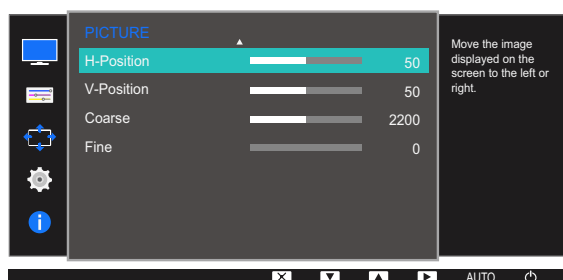 PICTURE
H-Position 50
V-Position 50
Coarse 2200
Fine 0
Move the image
displayed on the
screen to the left or
right.
AUTO